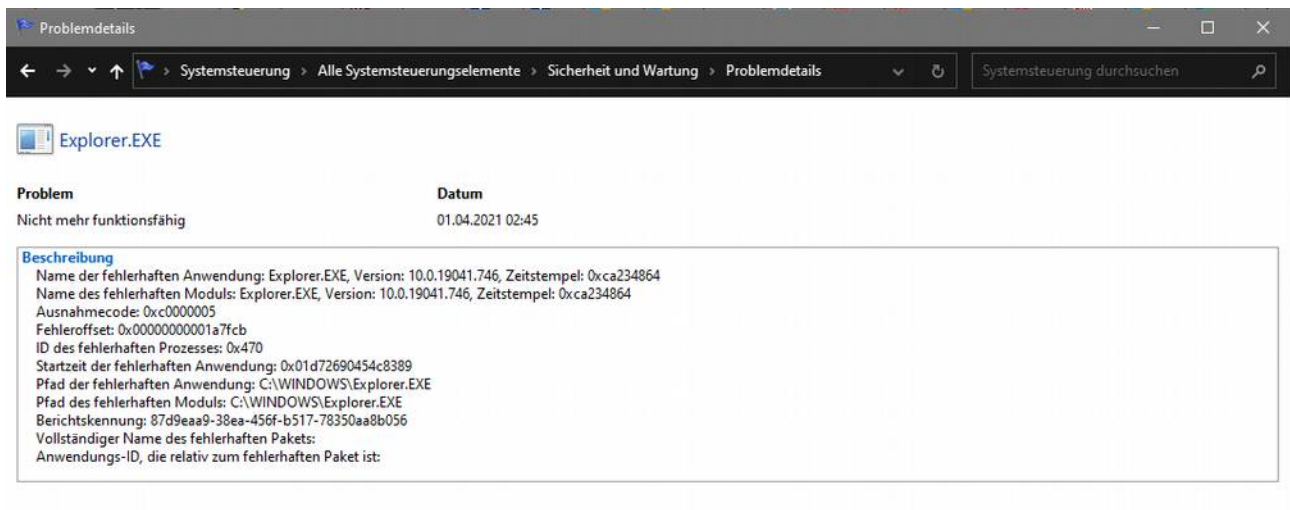 Problemdetails
Systemsteuerung > Alle Systemsteuerungselemente > Sicherheit und Wartung > Problemdetails
Systemsteuerung durchsuchen
Explorer.EXE
Problem Datum
Nicht mehr funktionsfähig 01.04.2021 02:45
Beschreibung
Name der fehlerhaften Anwendung: Explorer.EXE, Version: 10.0.19041.746, Zeitstempel: 0xca234864
Name des fehlerhaften Moduls: Explorer.EXE, Version: 10.0.19041.746, Zeitstempel: 0xca234864
Ausnahmecode: 0xc0000005
Fehleroffset: 0x00000000001a7fcb
ID des fehlerhaften Prozesses: 0x470
Startzeit der fehlerhaften Anwendung: 0x01d72690454c8389
Pfad der fehlerhaften Anwendung: C:\WINDOWS\Explorer.EXE
Pfad des fehlerhaften Moduls: C:\WINDOWS\Explorer.EXE
Berichtskennung: 87d9eaa9-38ea-456f-b517-78350aa8b056
Vollständiger Name des fehlerhaften Pakets:
Anwendungs-ID, die relativ zum fehlerhaften Paket ist: